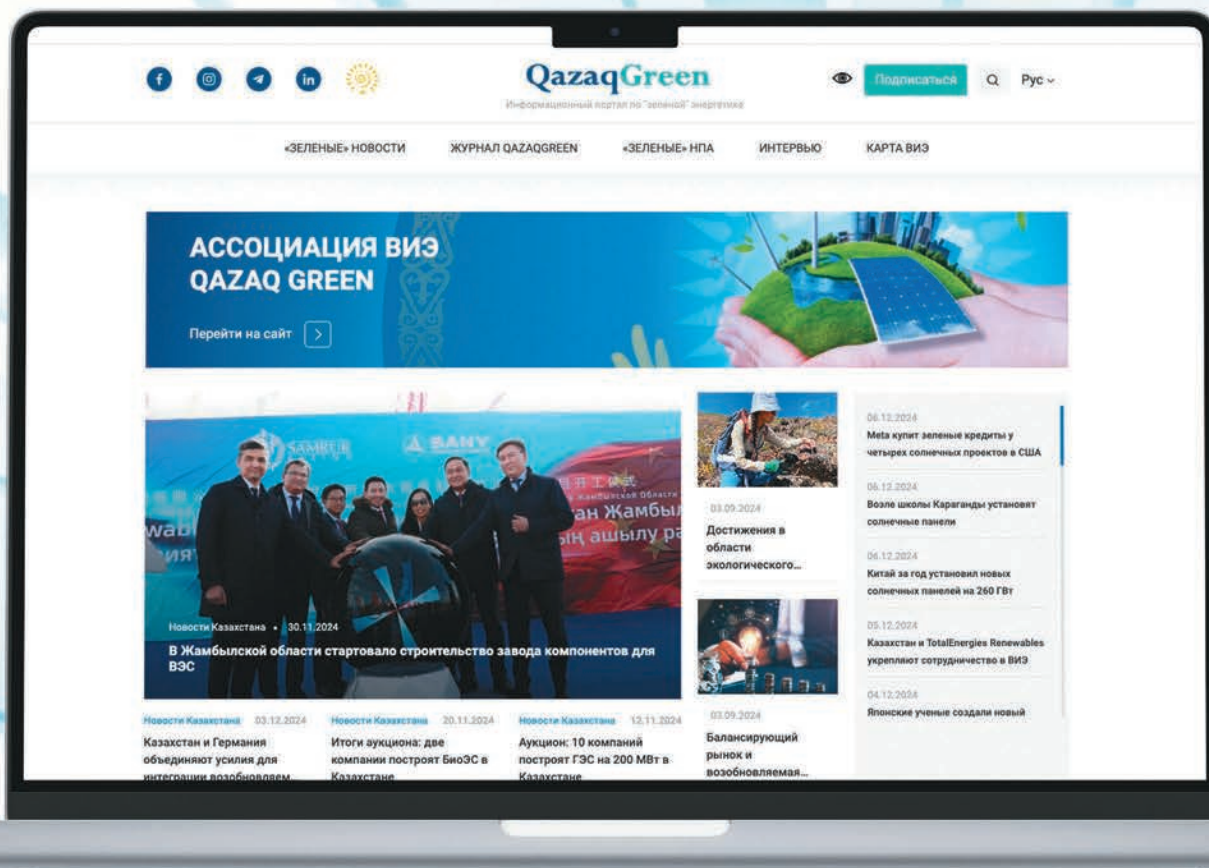 QazaqGreen
Информационный портал по "зеленой" энергетике
Подписаться
Рус
«ЗЕЛЕНЫЕ» НОВОСТИ
ЖУРНАЛ QAZAQGREEN
«ЗЕЛЕНЫЕ» НПА
ИНТЕРВЬЮ
КАРТА ВИЭ
АССОЦИАЦИЯ ВИЭ
QAZAQ GREEN
Перейти на сайт
SANY
Новости Казахстана • 30.11.2024
В Жамбылской области стартовало строительство завода компонентов для
ВЭС
Новости Казахстана 03.12.2024
Казахстан и Германия
объединяют усилия для
интеграции возобновляем...
Новости Казахстана 20.11.2024
Итоги аукциона: две
компании построят БиоЭС в
Казахстане
Новости Казахстана 12.11.2024
Аукцион: 10 компаний
построят ГЭС на 200 МВт в
Казахстане
03.09.2024
Достижения в
области
экологического...
03.09.2024
Балансирующий
рынок и
возобновляемая...
06.12.2024
Meta купит зеленые кредиты у
четырех солнечных проектов в США
06.12.2024
Возле школы Караганды установят
солнечные панели
06.12.2024
Китай за год установил новых
солнечных панелей на 260 ГВт
05.12.2024
Казахстан и TotalEnergies Renewables
укрепляют сотрудничество в ВИЭ
04.12.2024
Японские ученые создали новый